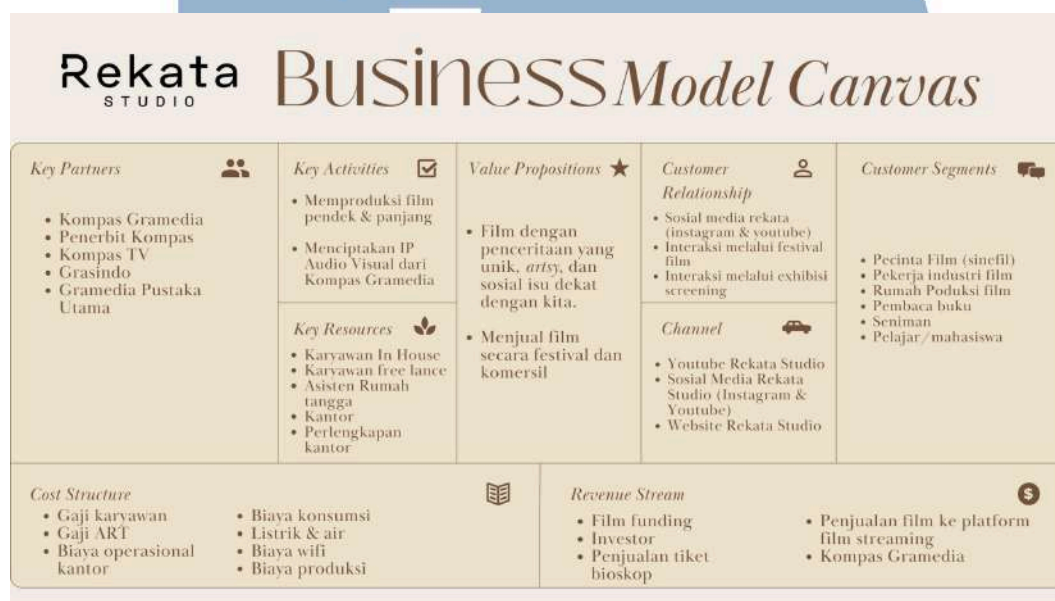 Rekata
STUDIO
Business Model Canvas
Key Partners
• Kompas Gramedia
• Penerbit Kompas
• Kompas TV
• Grasindo
• Gramedia Pustaka
Utama
Key Activities
• Memproduksi film
pendek & panjang
• Menciptakan IP
Audio Visual dari
Kompas Gramedia
Key Resources
• Karyawan In House
• Karyawan free lance
• Asisten Rumah
tangga
• Kantor
• Perlengkapan
kantor
Value Propositions
• Film dengan
penceritaan yang
unik, artsy, dan
sosial isu dekat
dengan kita.
• Menjual film
secara festival dan
komersil
Customer
Relationship
• Sosial media rekata
(instagram & youtube)
• Interaksi melalui festival
film
• Interaksi melalui exhibisi
screening
Channel
• Youtube Rekata Studio
• Sosial Media Rekata
Studio (Instagram &
Youtube)
• Website Rekata Studio
Customer Segments
• Pecinta Film (sinefil)
• Pekerja industri film
• Rumah Poduksi film
• Pembaca buku
• Seniman
• Pelajar/mahasiswa
Cost Structure
• Gaji karyawan
• Gaji ART
• Biaya operasional
kantor
• Biaya konsumsi
• Listrik & air
• Biaya wifi
• Biaya produksi
Revenue Stream
• Film funding
• Investor
• Penjualan tiket
bioskop
• Penjualan film ke platform
film streaming
• Kompas Gramedia